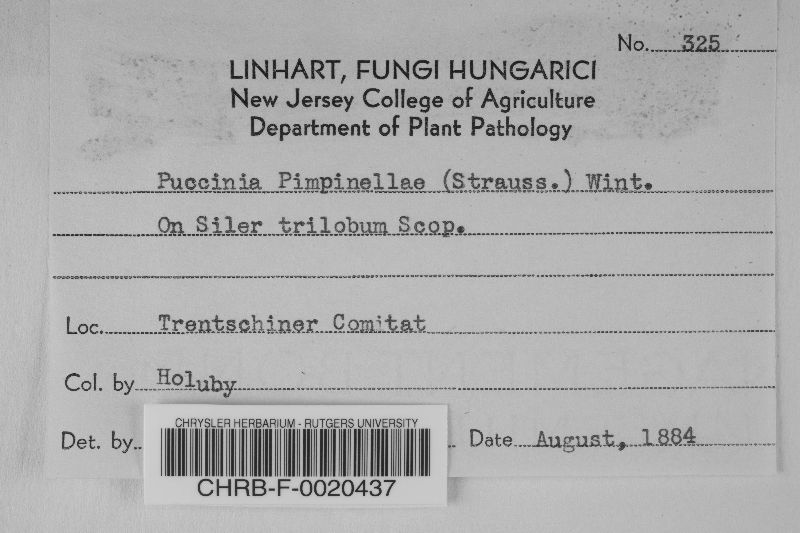 No. 325
LINHART, FUNGI HUNGARICI
New Jersey College of Agriculture
Department of Plant Pathology
Puccinia Pimpinellae (Strauss.) Wint.
On Siler trilobum Scop.
Loc. Trentschiner Comitat
Col. by Holuby
Det. by Date August, 1884
CHRYSLER HERBARIUM - RUTGERS UNIVERSITY
CHRB-F-0020437